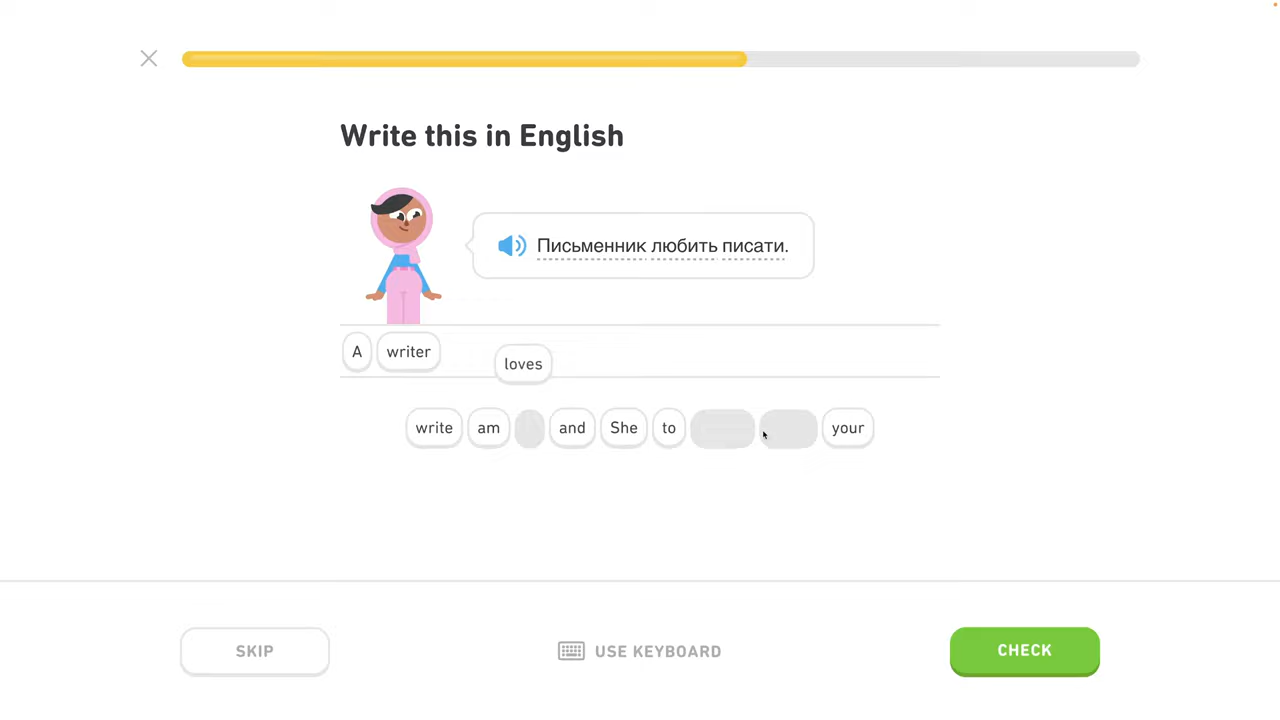 Write this in English
Письменник любить писати.
A writer
loves
write am and She to your
SKIP
USE KEYBOARD
CHECK